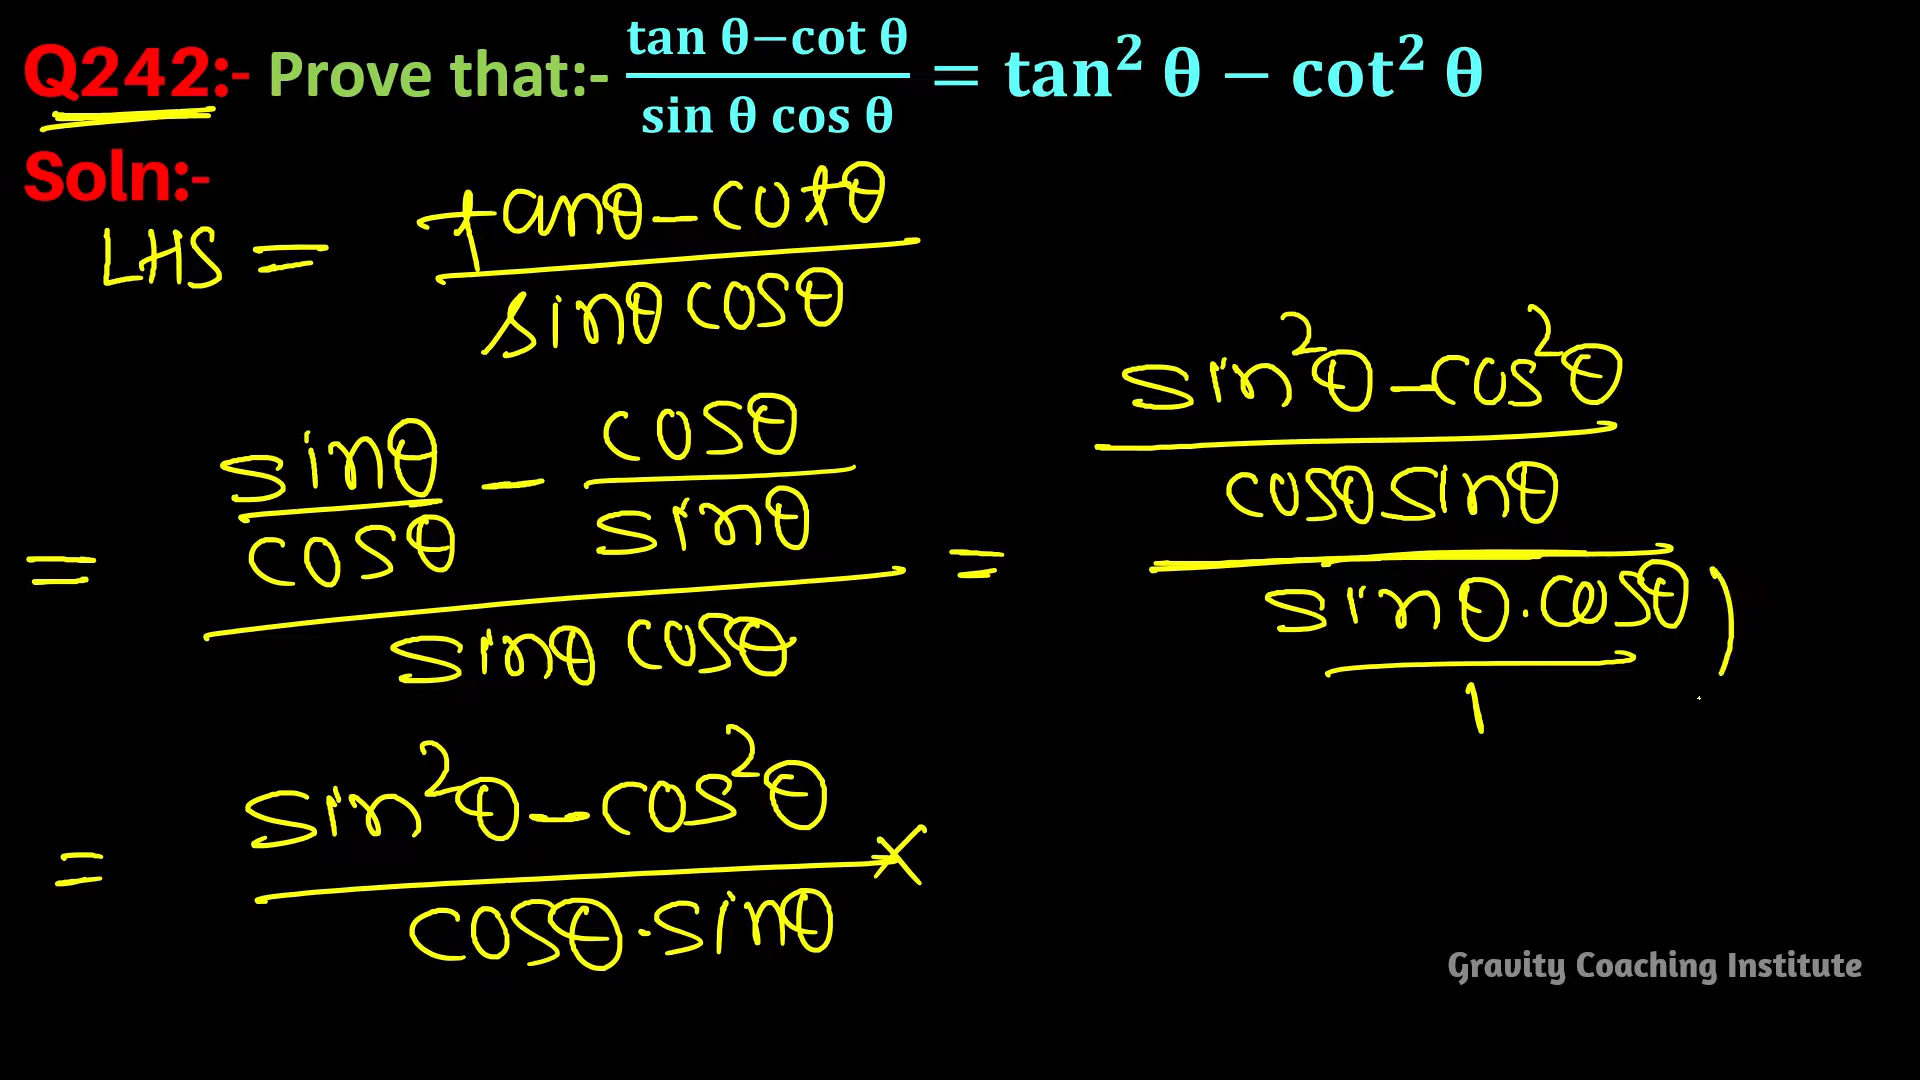 Q242:- Prove that:- (tan θ−cot θ)/(sin θ cos θ) = tan² θ − cot² θ
Soln:-
LHS = (tanθ − cotθ)/(sinθ cosθ)
= (sinθ/cosθ − cosθ/sinθ)/(sinθ cosθ) = ((sin²θ − cos²θ)/(cosθ sinθ))/((sinθ.cosθ)/1)
= (sin²θ − cos²θ)/(cosθ.sinθ) ×
Gravity Coaching Institute